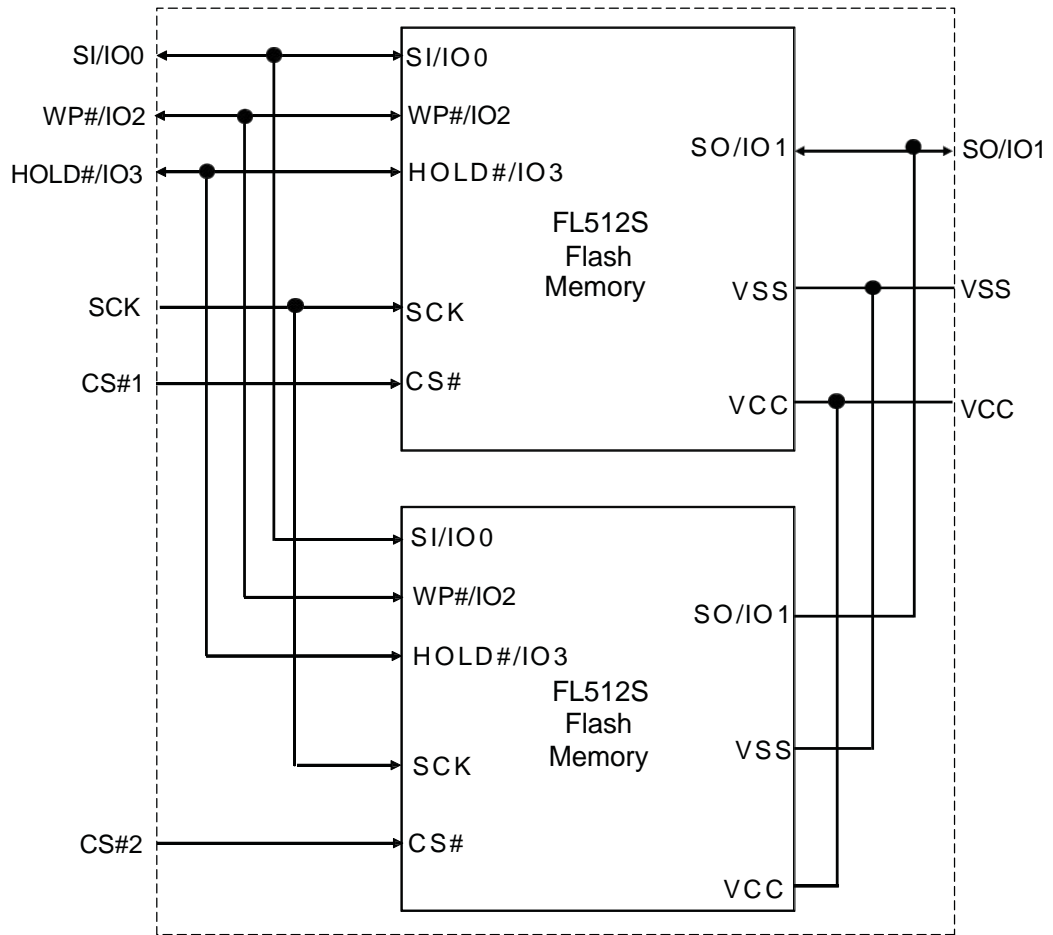 SI/IO0
WP#/IO2
HOLD#/IO3
SCK
CS#1
CS#2
SI/IO0
WP#/IO2
HOLD#/IO3
SCK
CS#
FL512S
Flash
Memory
SO/IO1
VSS
VCC
SI/IO0
WP#/IO2
HOLD#/IO3
SCK
CS#
FL512S
Flash
Memory
SO/IO1
VSS
VCC
SO/IO1
VSS
VCC